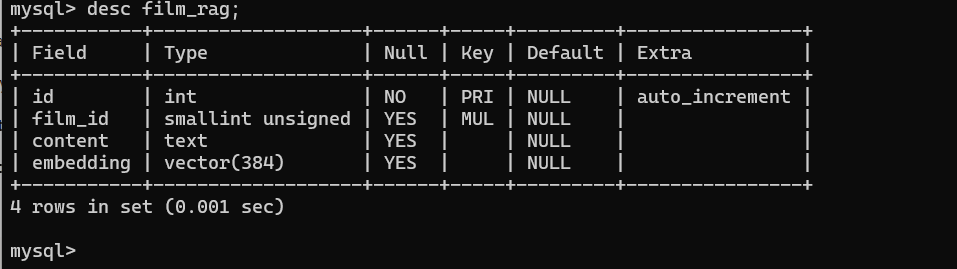 mysql> desc film_rag;
+-----------+-------------------+------+-----+---------+----------------+
| Field     | Type              | Null | Key | Default | Extra          |
+-----------+-------------------+------+-----+---------+----------------+
| id        | int               | NO   | PRI | NULL    | auto_increment |
| film_id   | smallint unsigned | YES  | MUL | NULL    |                |
| content   | text              | YES  |     | NULL    |                |
| embedding | vector(384)       | YES  |     | NULL    |                |
+-----------+-------------------+------+-----+---------+----------------+
4 rows in set (0.001 sec)
mysql>